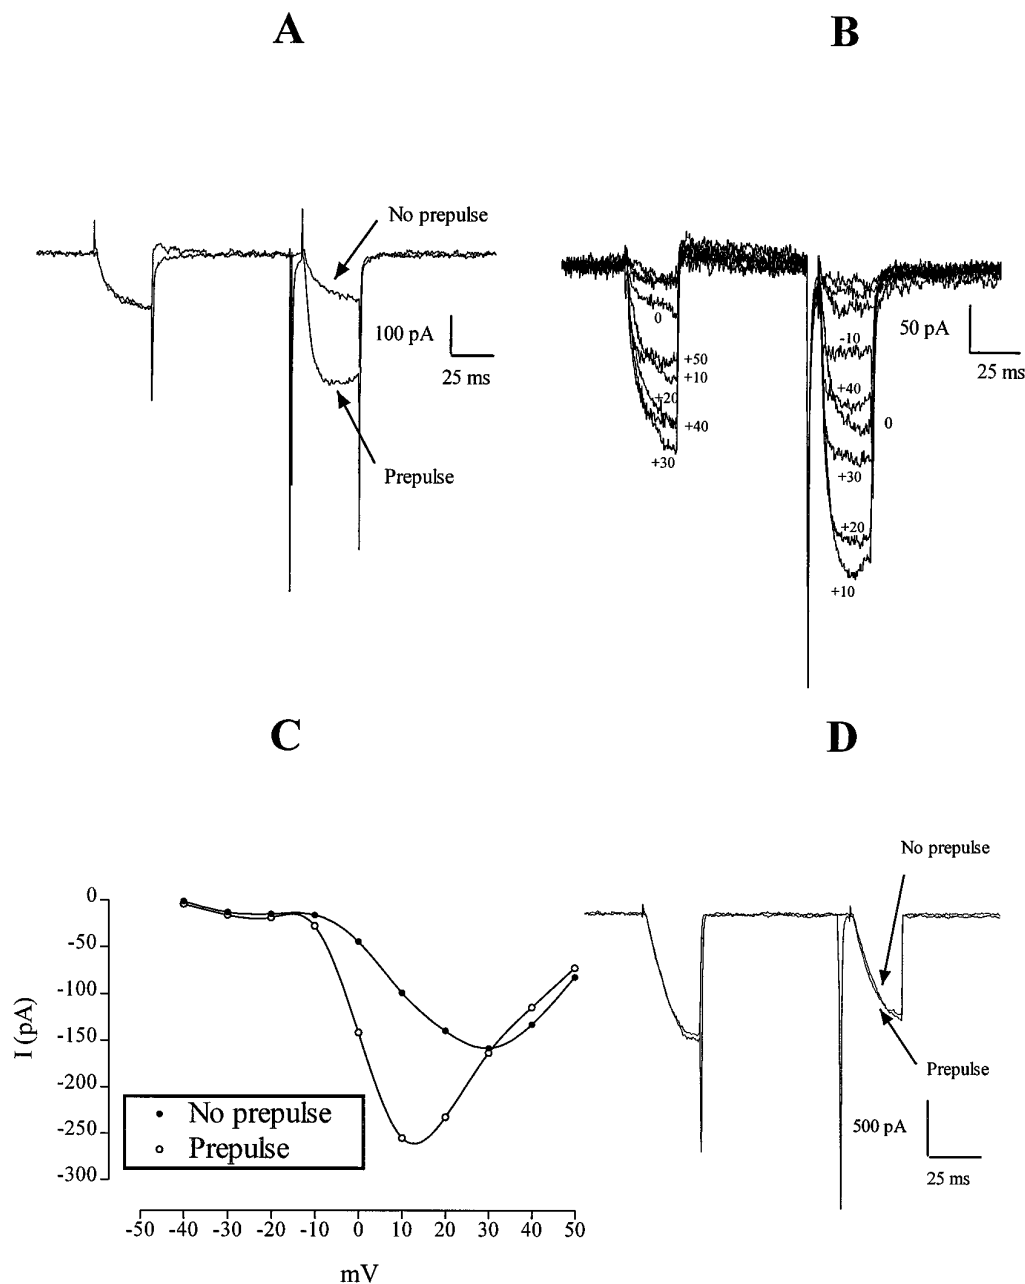 A
B
No prepulse
100 pA
25 ms
Prepulse
0
+50
+10
+20
+40
+30
-10
+40
0
+30
+20
+10
50 pA
25 ms
C
D
0
-50
-100
-150
-200
-250
-300
I (pA)
No prepulse
Prepulse
-50 -40 -30 -20 -10 0 10 20 30 40 50
mV
No prepulse
Prepulse
500 pA
25 ms